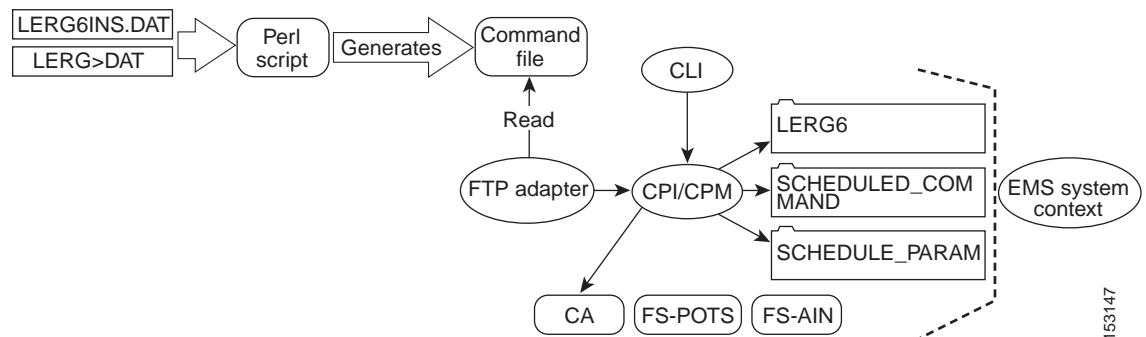 LERG6INS.DAT
LERG>DAT
Perl
script
Generates
Command
file
Read
CLI
FTP adapter
CPI/CPM
LERG6
SCHEDULED_COM
MAND
SCHEDULE_PARAM
EMS system
context
CA
FS-POTS
FS-AIN
153147